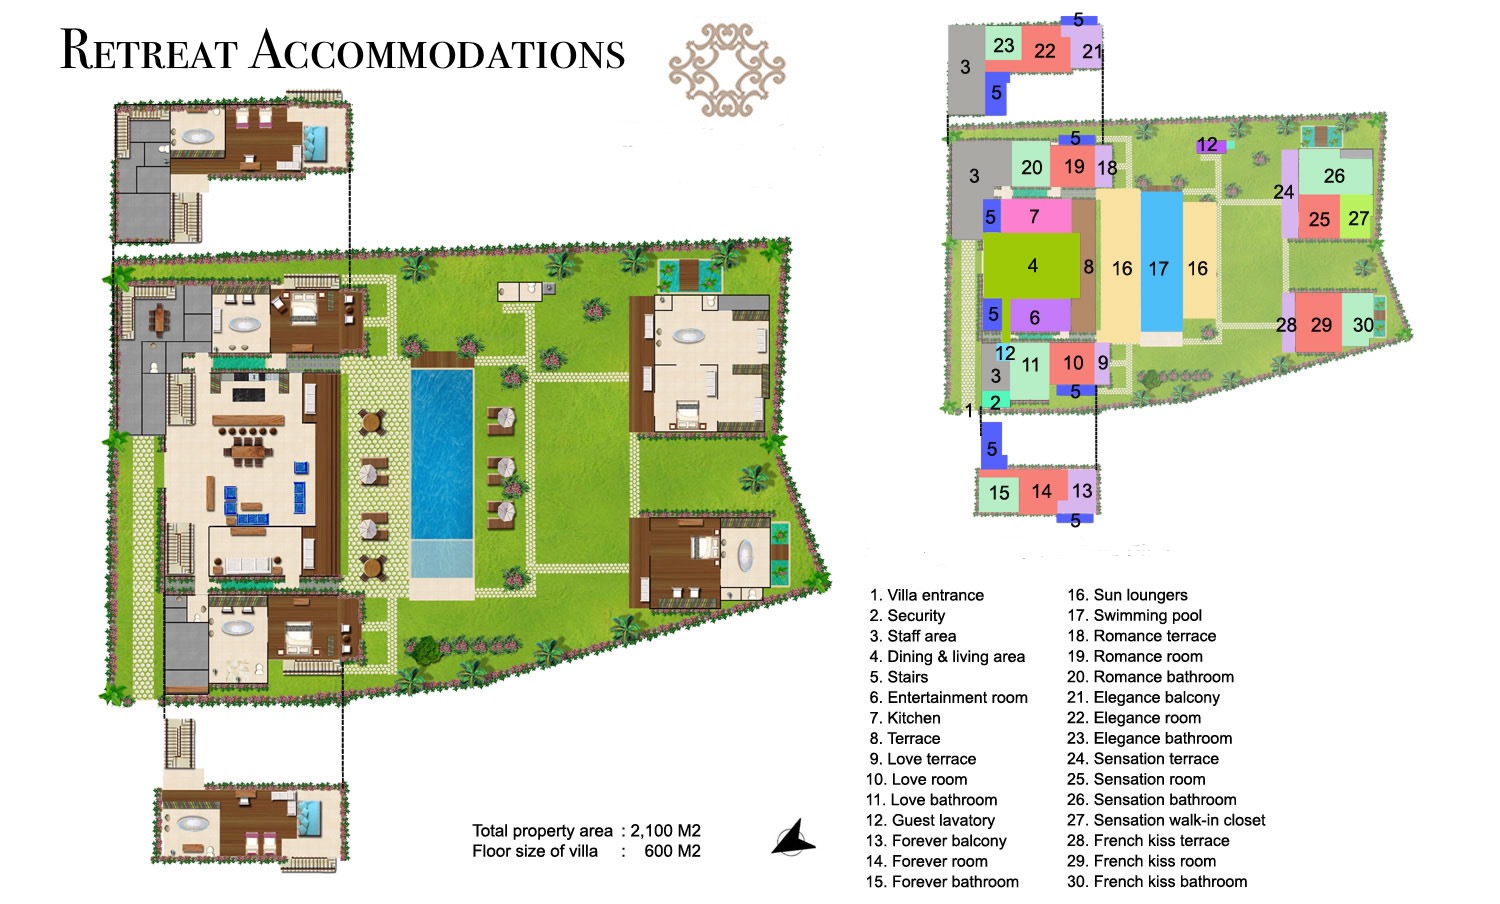 RETREAT ACCOMMODATIONS
5
23
22
21
3
5
5
12
3
20
19
18
26
24
5
7
25
27
4
8
16
17
16
5
6
28
29
30
12
11
10
9
3
5
2
1
5
15
14
13
5
1. Villa entrance
2. Security
3. Staff area
4. Dining & living area
5. Stairs
6. Entertainment room
7. Kitchen
8. Terrace
9. Love terrace
10. Love room
11. Love bathroom
12. Guest lavatory
13. Forever balcony
14. Forever room
15. Forever bathroom
16. Sun loungers
17. Swimming pool
18. Romance terrace
19. Romance room
20. Romance bathroom
21. Elegance balcony
22. Elegance room
23. Elegance bathroom
24. Sensation terrace
25. Sensation room
26. Sensation bathroom
27. Sensation walk-in closet
28. French kiss terrace
29. French kiss room
30. French kiss bathroom
Total property area : 2,100 M2
Floor size of villa : 600 M2